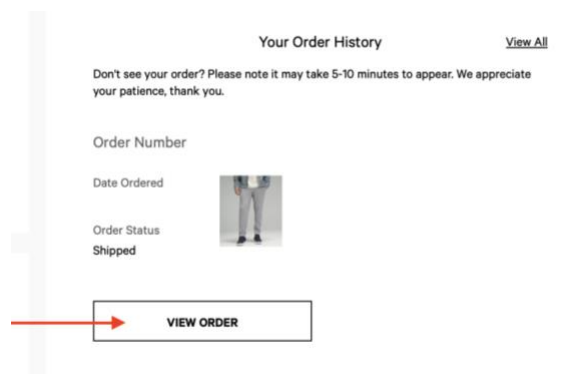 Your Order History
View All
Don't see your order? Please note it may take 5-10 minutes to appear. We appreciate
your patience, thank you.
Order Number
Date Ordered
Order Status
Shipped
VIEW ORDER